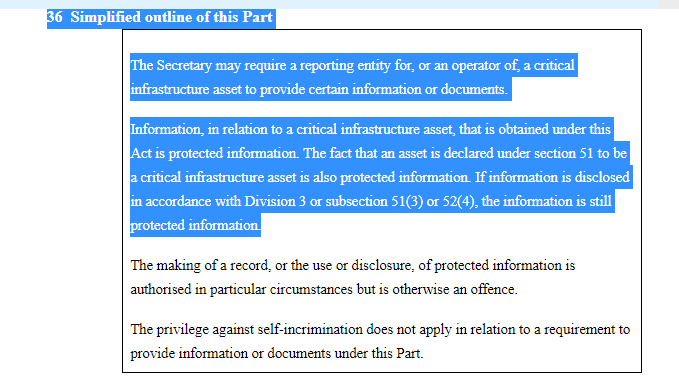 36 Simplified outline of this Part
The Secretary may require a reporting entity for, or an operator of, a critical
infrastructure asset to provide certain information or documents.
Information, in relation to a critical infrastructure asset, that is obtained under this
Act is protected information. The fact that an asset is declared under section 51 to be
a critical infrastructure asset is also protected information. If information is disclosed
in accordance with Division 3 or subsection 51(3) or 52(4), the information is still
protected information.
The making of a record, or the use or disclosure, of protected information is
authorised in particular circumstances but is otherwise an offence.
The privilege against self-incrimination does not apply in relation to a requirement to
provide information or documents under this Part.